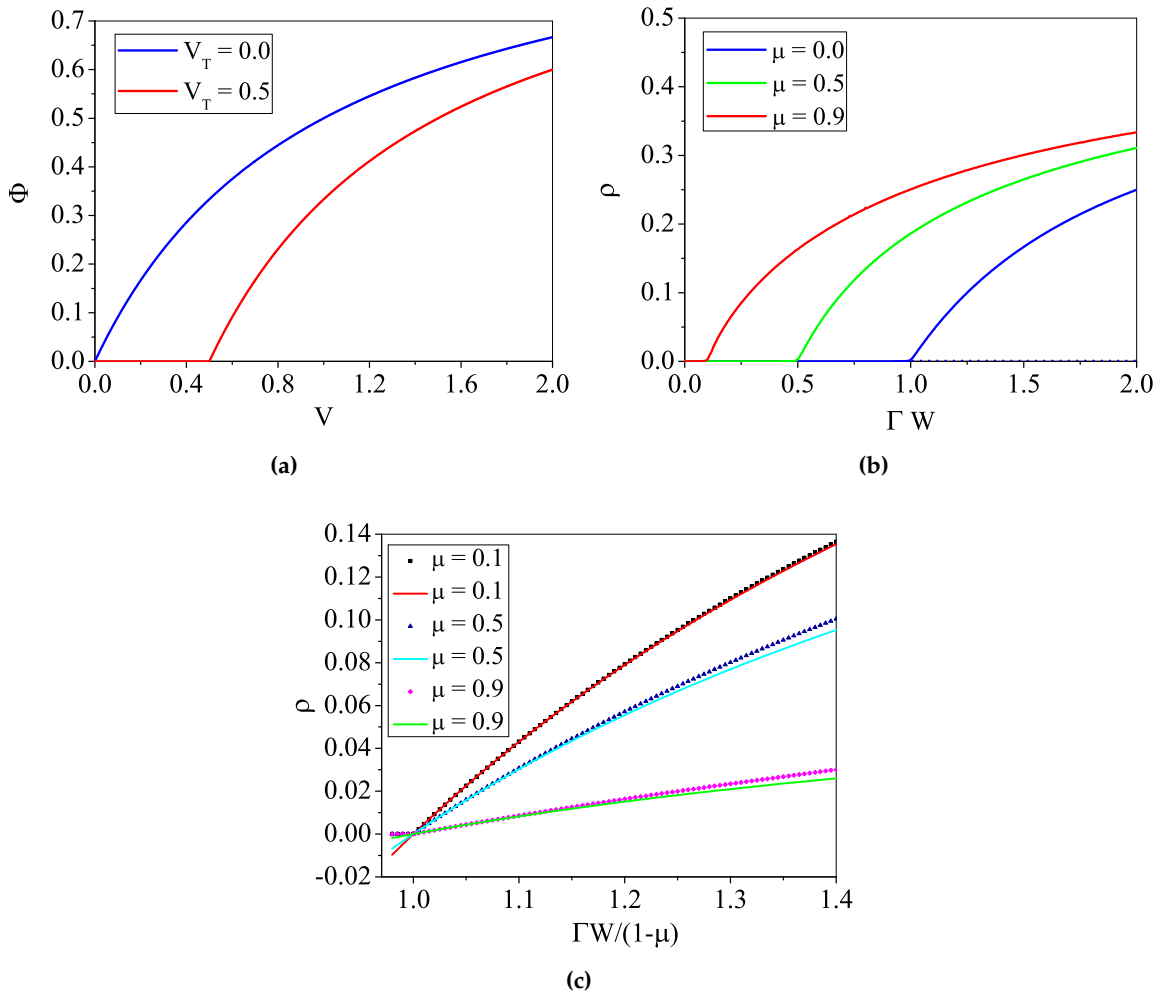 0.7
0.6
0.5
0.4
0.3
0.2
0.1
0.0
Φ
V_T = 0.0
V_T = 0.5
0.0 0.4 0.8 1.2 1.6 2.0
V
(a)
0.5
0.4
0.3
0.2
0.1
0.0
ρ
μ = 0.0
μ = 0.5
μ = 0.9
0.0 0.5 1.0 1.5 2.0
Γ W
(b)
0.14
0.12
0.10
0.08
0.06
0.04
0.02
0.00
-0.02
ρ
μ = 0.1
μ = 0.1
μ = 0.5
μ = 0.5
μ = 0.9
μ = 0.9
1.0 1.1 1.2 1.3 1.4
ΓW/(1-μ)
(c)